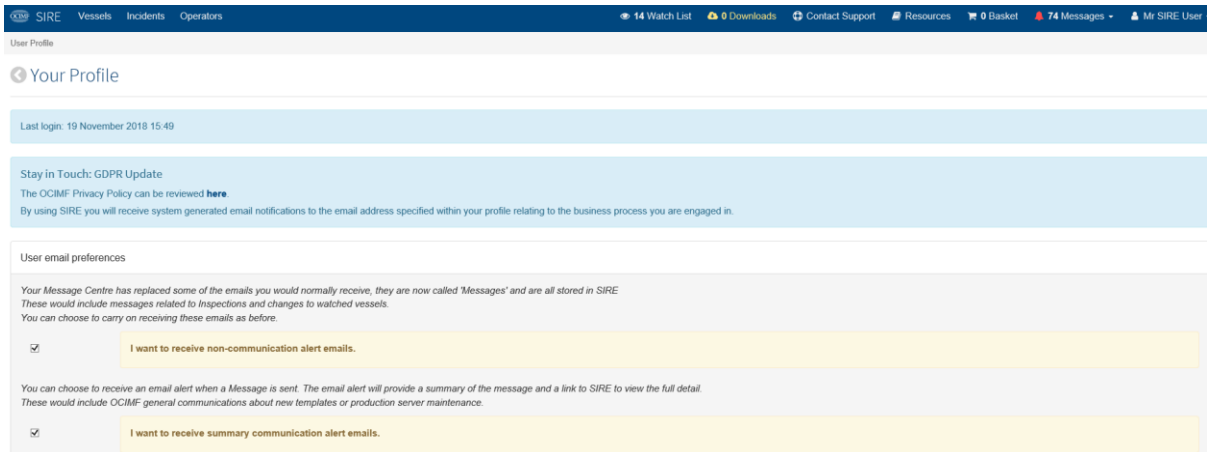 OCIMF SIRE Vessels Incidents Operators 14 Watch List 0 Downloads Contact Support Resources 0 Basket 74 Messages Mr SIRE User
User Profile
Your Profile
Last login: 19 November 2018 15:49
Stay in Touch: GDPR Update
The OCIMF Privacy Policy can be reviewed here.
By using SIRE you will receive system generated email notifications to the email address specified within your profile relating to the business process you are engaged in.
User email preferences
Your Message Centre has replaced some of the emails you would normally receive, they are now called 'Messages' and are all stored in SIRE
These would include messages related to Inspections and changes to watched vessels.
You can choose to carry on receiving these emails as before.
I want to receive non-communication alert emails.
You can choose to receive an email alert when a Message is sent. The email alert will provide a summary of the message and a link to SIRE to view the full detail.
These would include OCIMF general communications about new templates or production server maintenance.
I want to receive summary communication alert emails.